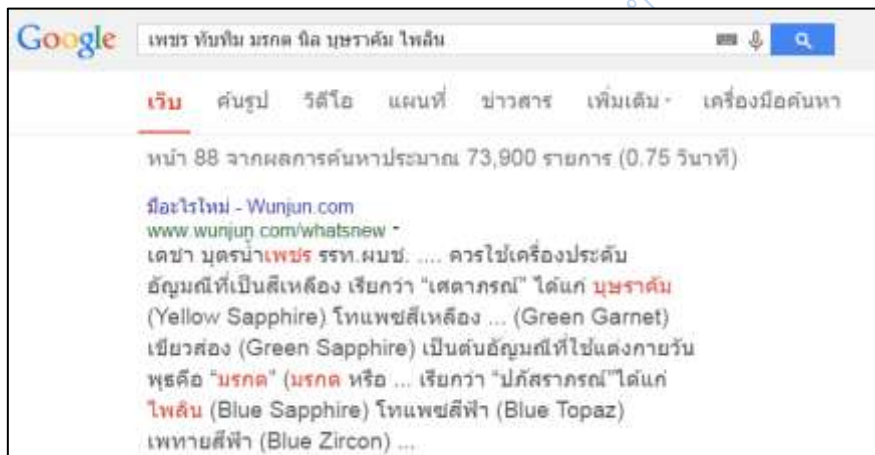 Google เพชร ทับทิม มรกต นิล บุษราคัม ไพลิน
เว็บ ค้นรูป วิดีโอ แผนที่ ข่าวสาร เพิ่มเติม เครื่องมือค้นหา
หน้า 88 จากผลการค้นหาประมาณ 73,900 รายการ (0.75 วินาที)
มีอะไรใหม่ - Wunjun.com
www.wunjun.com/whatsnew
เดชา บุตรน้ำเพชร รรท.ผบช. .... ควรใช้เครื่องประดับ
อัญมณีที่เป็นสีเหลือง เรียกว่า “เศตาภรณ์” ได้แก่ บุษราคัม
(Yellow Sapphire) โทแพซสีเหลือง ... (Green Garnet)
เขียวส่อง (Green Sapphire) เป็นต้นอัญมณีที่ใช้แต่งกายวัน
พุธคือ “มรกต” (มรกต หรือ ... เรียกว่า “ปภัสราภรณ์”ได้แก่
ไพลิน (Blue Sapphire) โทแพซสีฟ้า (Blue Topaz)
เพทายสีฟ้า (Blue Zircon) ...